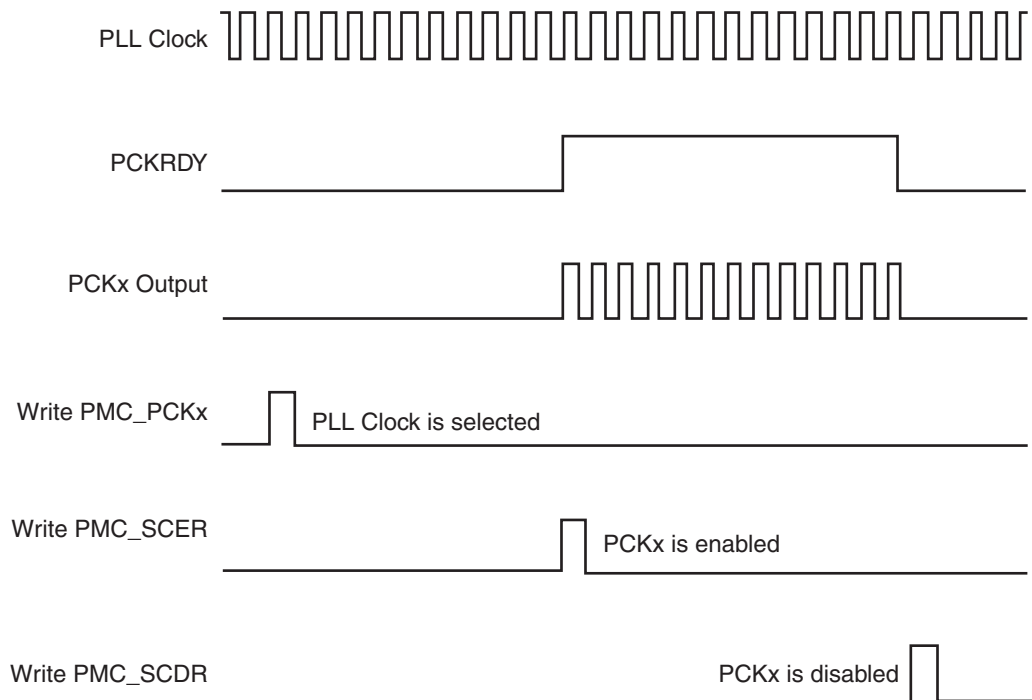 PLL Clock
PCKRDY
PCKx Output
Write PMC_PCKx
PLL Clock is selected
Write PMC_SCER
PCKx is enabled
Write PMC_SCDR
PCKx is disabled